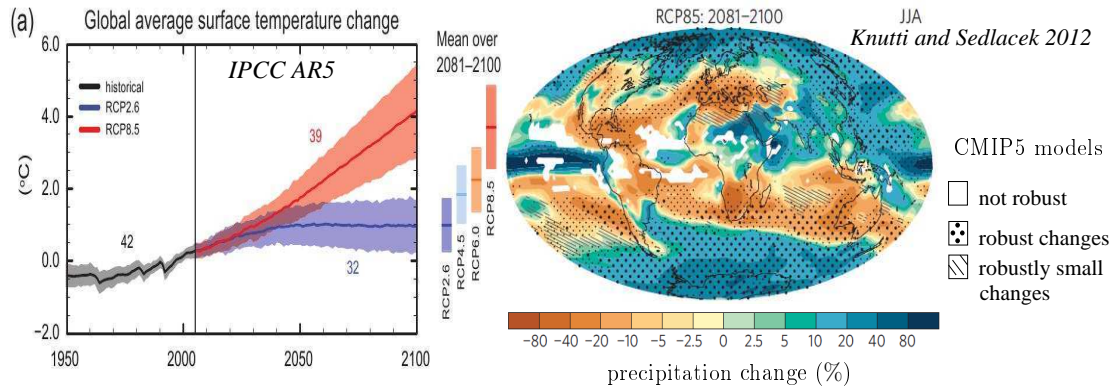 (a) Global average surface temperature change
6.0
4.0
2.0
0.0
−2.0
(°C)
1950
2000
2050
2100
IPCC AR5
historical
RCP2.6
RCP8.5
42
39
32
Mean over
2081−2100
RCP2.6
RCP4.5
RCP6.0
RCP8.5
RCP85: 2081−2100
JJA
Knutti and Sedlacek 2012
CMIP5 models
not robust
robust changes
robustly small
changes
−80 −40 −20 −10 −5 −2.5 0 2.5 5 10 20 40 80
precipitation change (%)